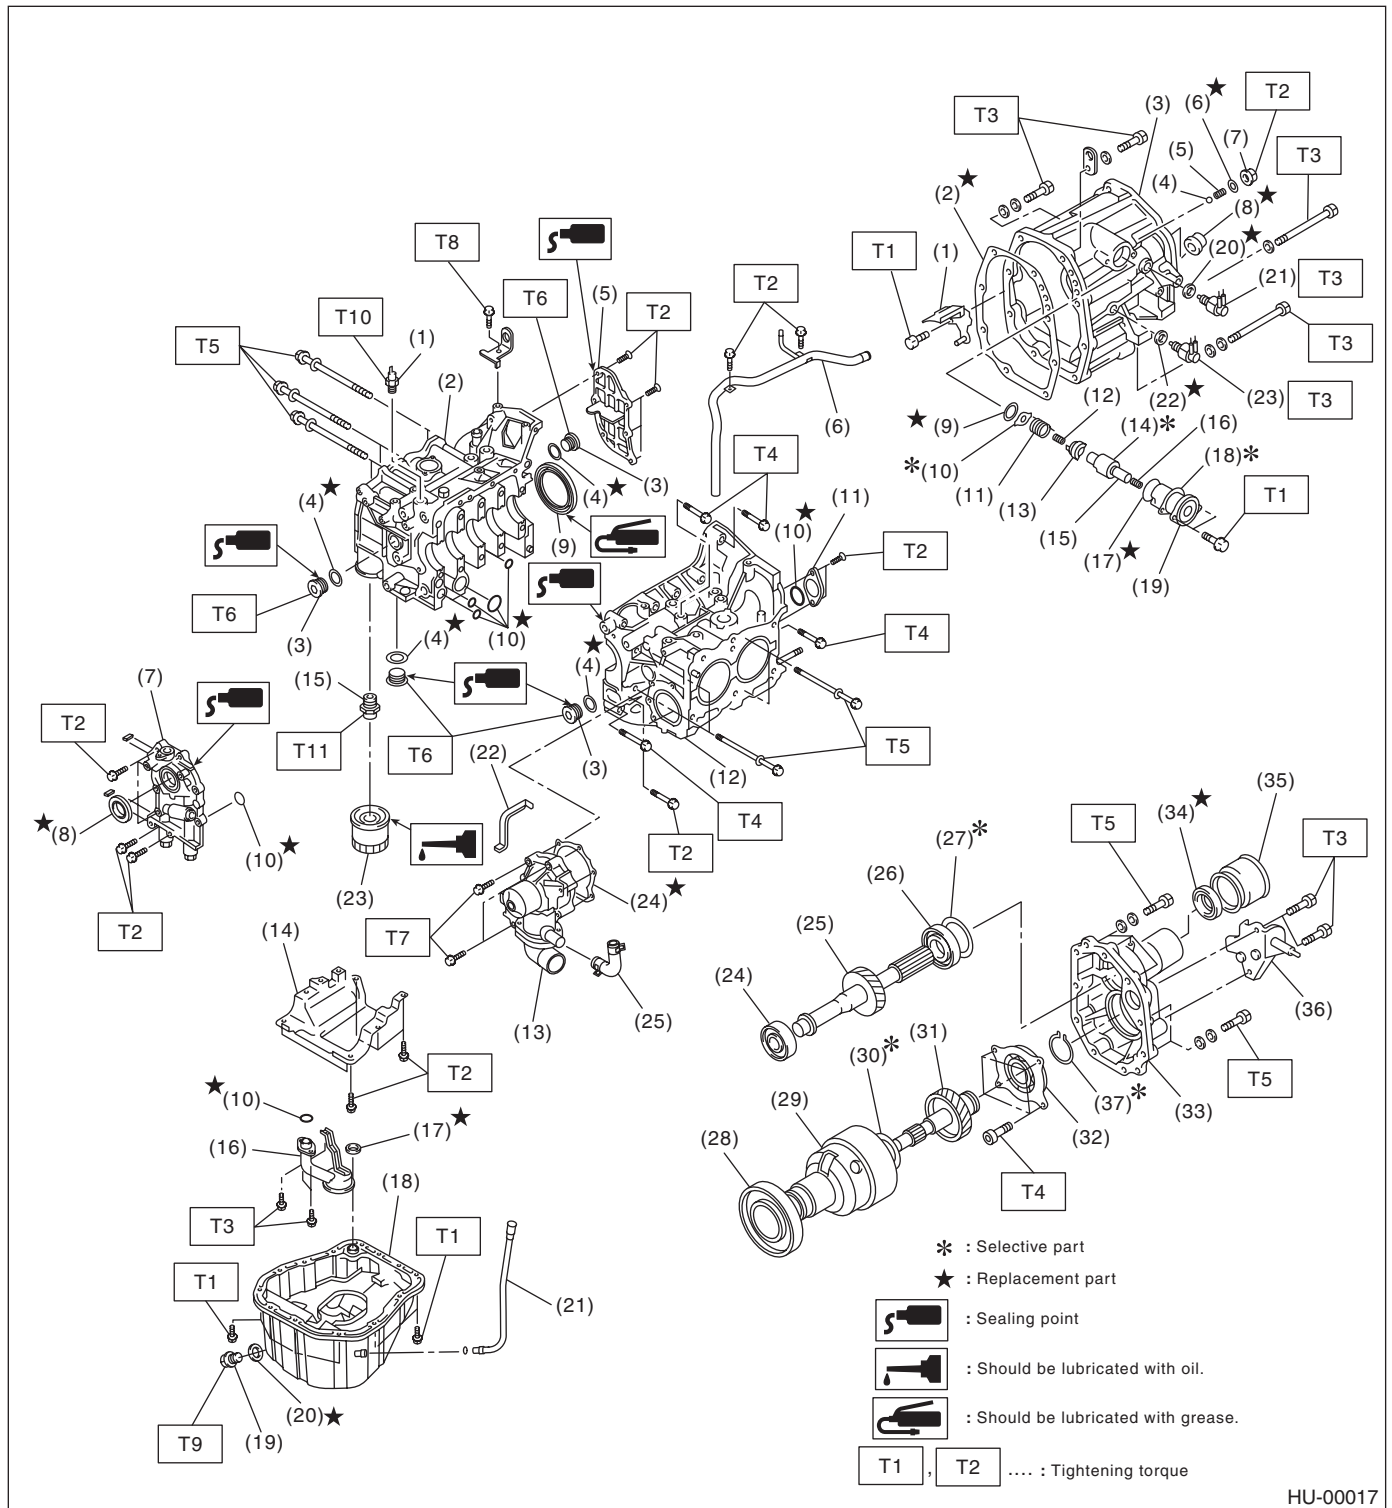 T3
(3)
(6)★
T2
(7)
(5)
T3
(4)
(2)★
(8)★
T1
(1)
(20)★
(21)
T3
T3
(22)★
(23)
T3
(12)
★(9)
(14)*
(16)
*(10)
(18)*
(11)
(13)
T1
(15)
(17)★
(19)
T8
T6
(5)
T2
T2
T10
(1)
T5
(2)
(6)
T4
(3)
(4)★
(4)★
(9)
(10)★
(11)
T2
T6
(3)
(4)★
(10)★
T4
(4)★
(7)
(15)
T2
T11
T6
(22)
(3)
(12)
T5
★(8)
(10)★
T4
T2
(23)
(24)★
T2
T7
(14)
(13)
(25)
T2
★(10)
(17)★
(16)
(18)
T3
T1
T1
(21)
(20)★
(19)
T9
(35)
(34)★
T5
T3
(27)*
(26)
(25)
(24)
(36)
(31)
(30)*
T5
(37)*
(33)
(29)
(32)
(28)
T4
* : Selective part
★ : Replacement part
: Sealing point
: Should be lubricated with oil.
: Should be lubricated with grease.
T1 , T2 .... : Tightening torque
HU-00017